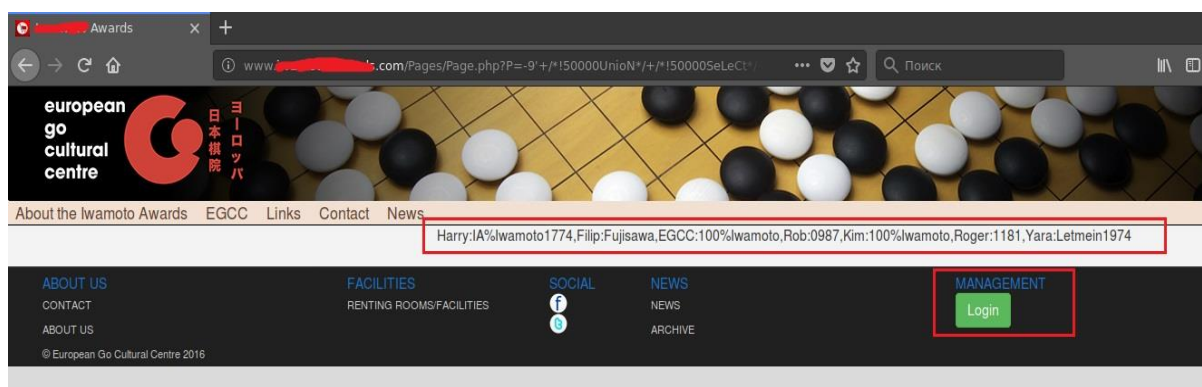 Awards
www. .com/Pages/Page.php?P=-9'+/*!50000UnioN*/+/*!50000SeLeCt*/
Поиск
european
go
cultural
centre
ヨーロッパ
日本棋院
About the Iwamoto Awards EGCC Links Contact News
Harry:IA%Iwamoto1774,Filip:Fujisawa,EGCC:100%Iwamoto,Rob:0987,Kim:100%Iwamoto,Roger:1181,Yara:Letmein1974
ABOUT US FACILITIES SOCIAL NEWS MANAGEMENT
CONTACT RENTING ROOMS/FACILITIES NEWS Login
ABOUT US ARCHIVE
© European Go Cultural Centre 2016